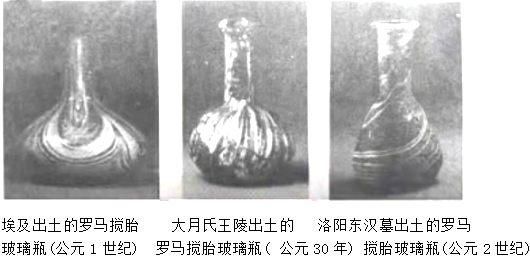 埃及出土的罗马搅胎
玻璃瓶(公元1世纪)
大月氏王陵出土的
罗马搅胎玻璃瓶( 公元30年)
洛阳东汉墓出土的罗马
搅胎玻璃瓶(公元2世纪)